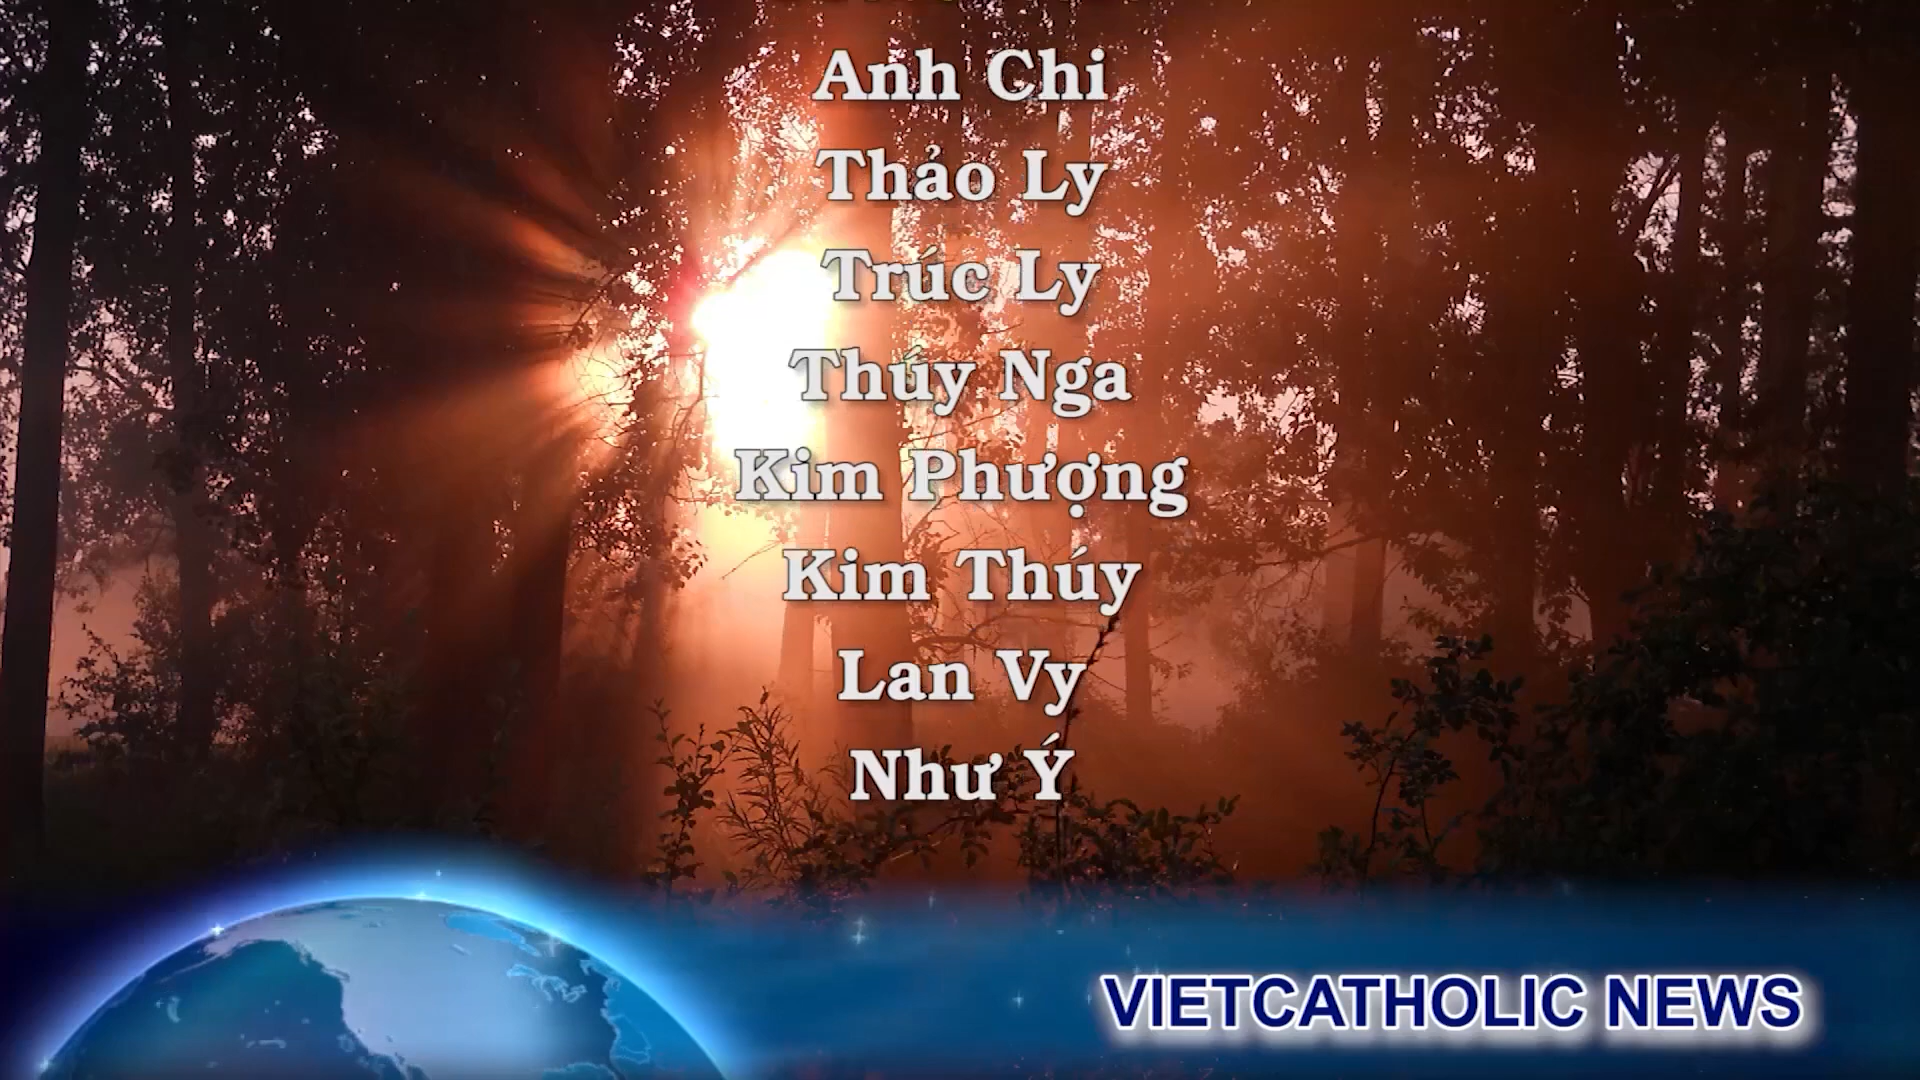 Anh Chi
Thảo Ly
Trúc Ly
Thúy Nga
Kim Phượng
Kim Thúy
Lan Vy
Như Ý
VIETCATHOLIC NEWS